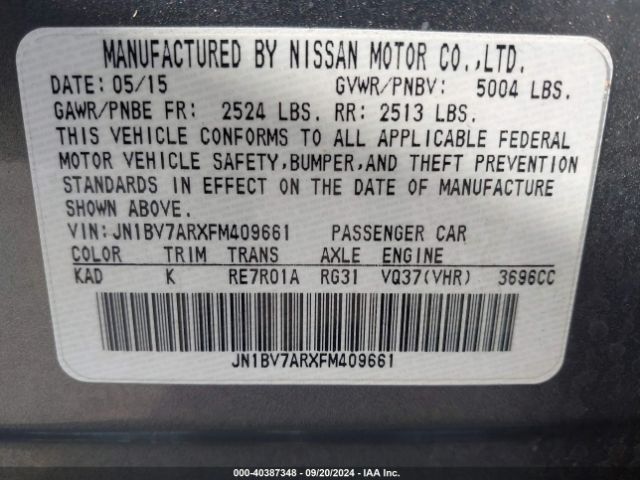 MANUFACTURED BY NISSAN MOTOR CO.,LTD.
DATE: 05/15 GVWR/PNBV: 5004 LBS.
GAWR/PNBE FR: 2524 LBS. RR: 2513 LBS.
THIS VEHICLE CONFORMS TO ALL APPLICABLE FEDERAL
MOTOR VEHICLE SAFETY,BUMPER,AND THEFT PREVENTION
STANDARDS IN EFFECT ON THE DATE OF MANUFACTURE
SHOWN ABOVE.
VIN: JN1BV7ARXFM409661 PASSENGER CAR
COLOR TRIM TRANS AXLE ENGINE
KAD K RE7R01A RG31 VQ37(VHR) 3696CC
JN1BV7ARXFM409661
000-40387348 - 09/20/2024 - IAAI.COM